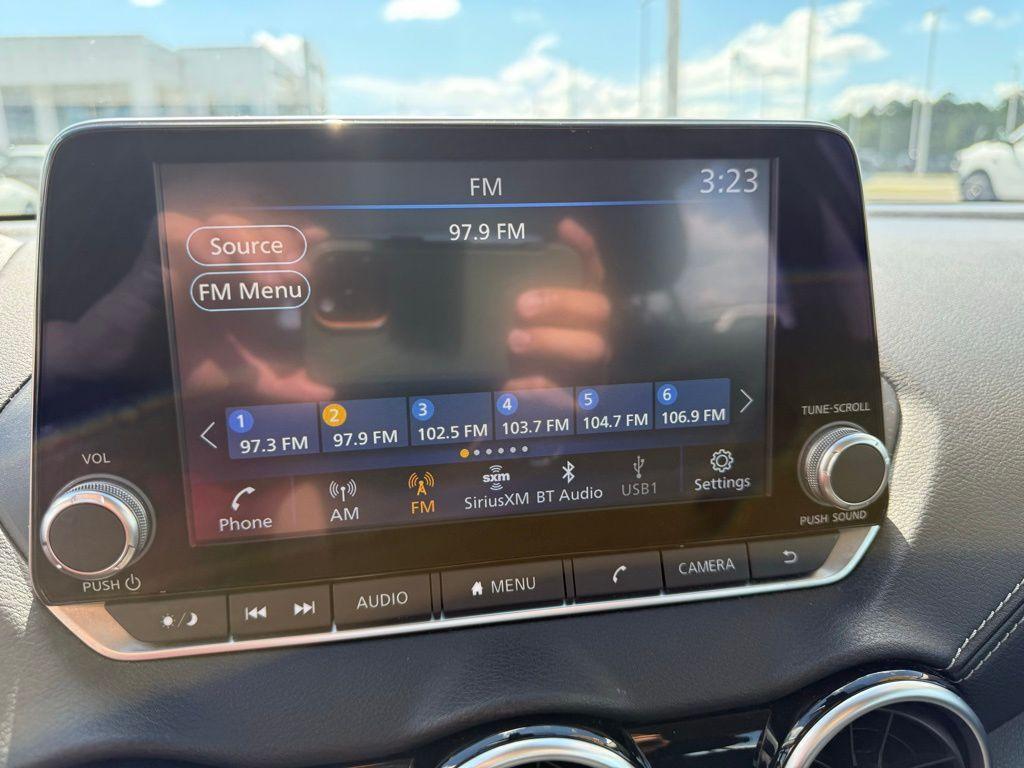 FM
3:23
97.9 FM
Source
FM Menu
1
97.3 FM
2
97.9 FM
3
102.5 FM
4
103.7 FM
5
104.7 FM
6
106.9 FM
Phone
AM
FM
sxm
SiriusXM
BT Audio
USB1
Settings
VOL
PUSH
TUNE-SCROLL
PUSH SOUND
AUDIO
MENU
CAMERA